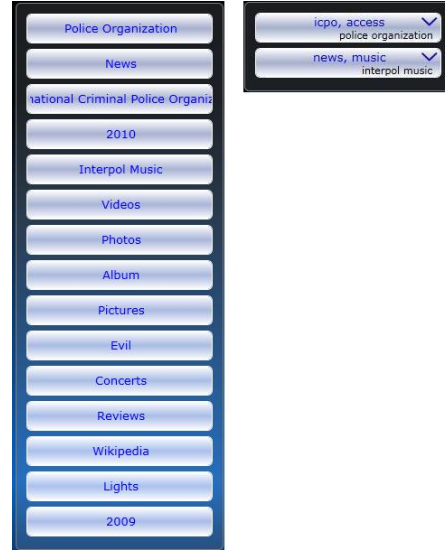 Police Organization
News
national Criminal Police Organiz
2010
Interpol Music
Videos
Photos
Album
Pictures
Evil
Concerts
Reviews
Wikipedia
Lights
2009
icpo, access
police organization
news, music
interpol music